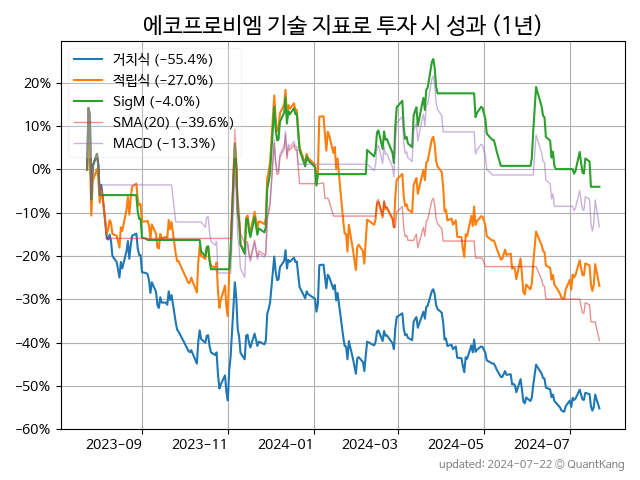 에코프로비엠 기술 지표로 투자 시 성과 (1년)
거치식 (−55.4%)
적립식 (−27.0%)
SigM (−4.0%)
SMA(20) (−39.6%)
MACD (−13.3%)
20%
10%
0%
−10%
−20%
−30%
−40%
−50%
−60%
2023-09 2023-11 2024-01 2024-03 2024-05 2024-07
updated: 2024-07-22 © QuantKang